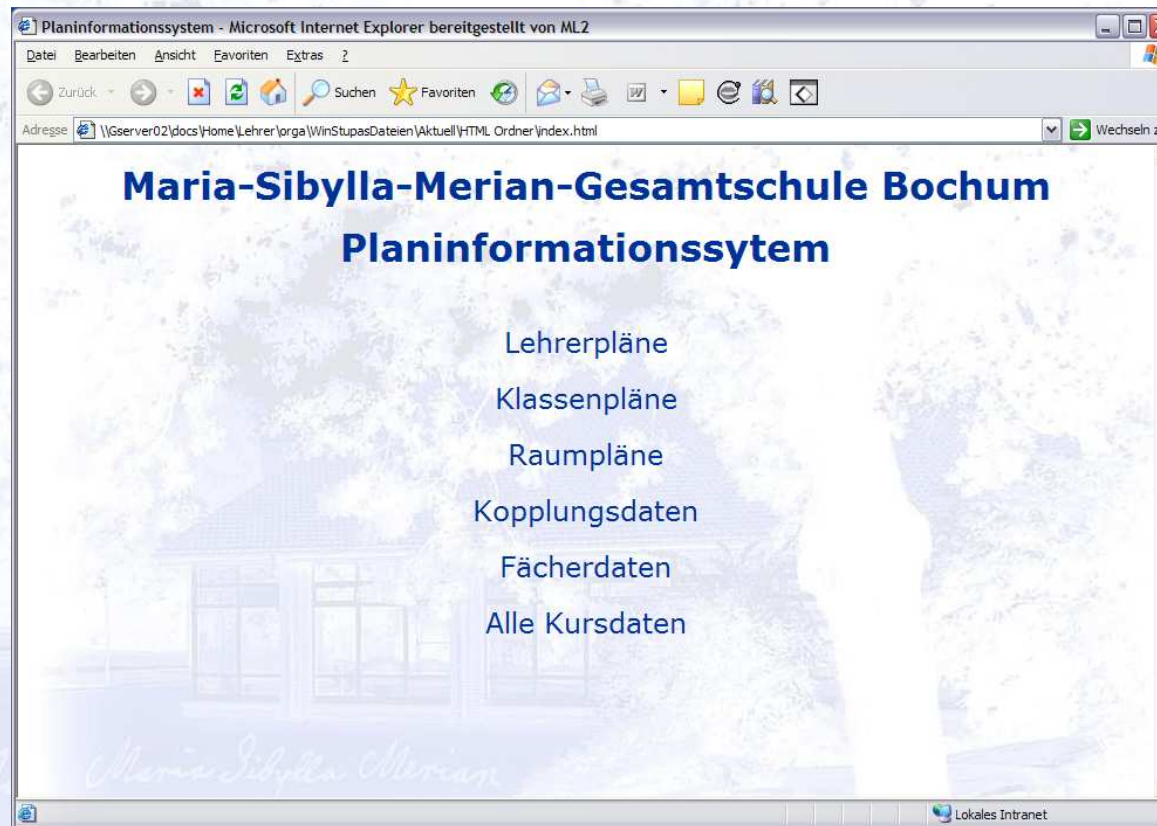 Planinformationssystem - Microsoft Internet Explorer bereitgestellt von ML2
Datei Bearbeiten Ansicht Favoriten Extras ?
Zurück Suchen Favoriten
Adresse \\Gserver02\docs\Home\Lehrer\orga\WinStupasDateien\Aktuell\HTML Ordner\index.html Wechseln z
Maria-Sibylla-Merian-Gesamtschule Bochum
Planinformationssytem
Lehrerpläne
Klassenpläne
Raumpläne
Kopplungsdaten
Fächerdaten
Alle Kursdaten
Maria Sibylla Merian
Lokales Intranet